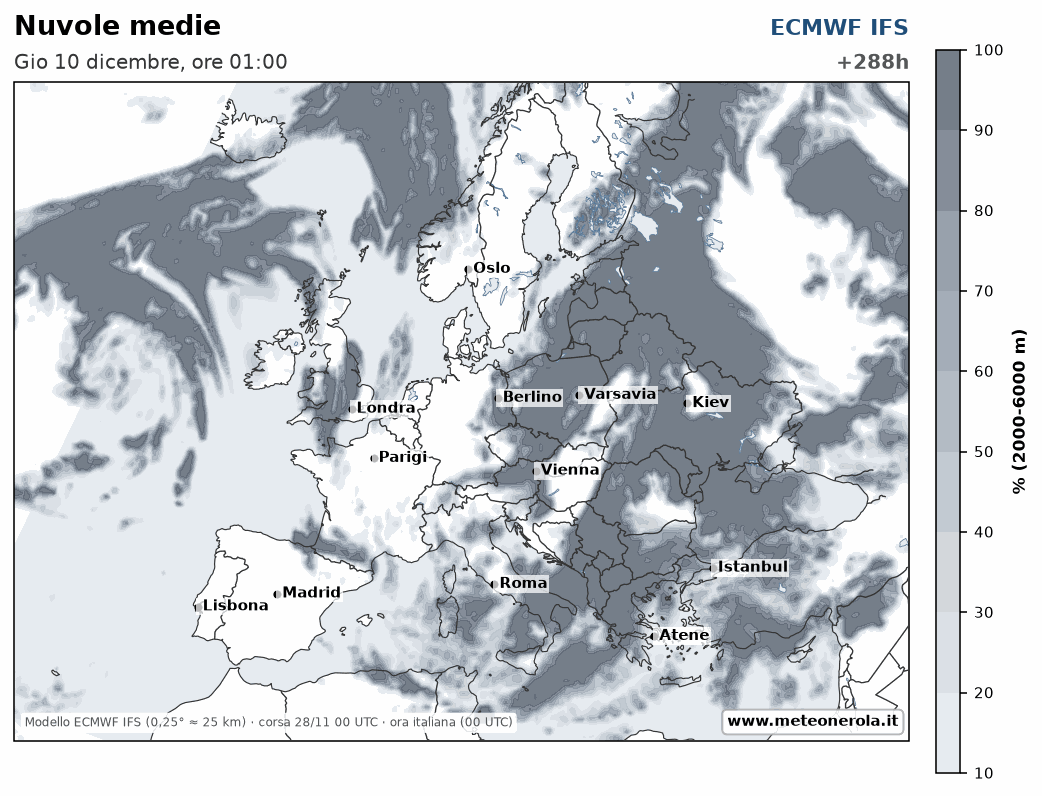 Nuvole medie
ECMWF IFS
Gio 10 dicembre, ore 01:00
+288h
100
90
80
70
60
50
40
30
20
10
% (2000-6000 m)
Oslo
Berlino
Varsavia
Kiev
Londra
Parigi
Vienna
Istanbul
Roma
Madrid
Lisbona
Atene
Modello ECMWF IFS (0,25° ≈ 25 km) · corsa 28/11 00 UTC · ora italiana (00 UTC)
www.meteonerola.it